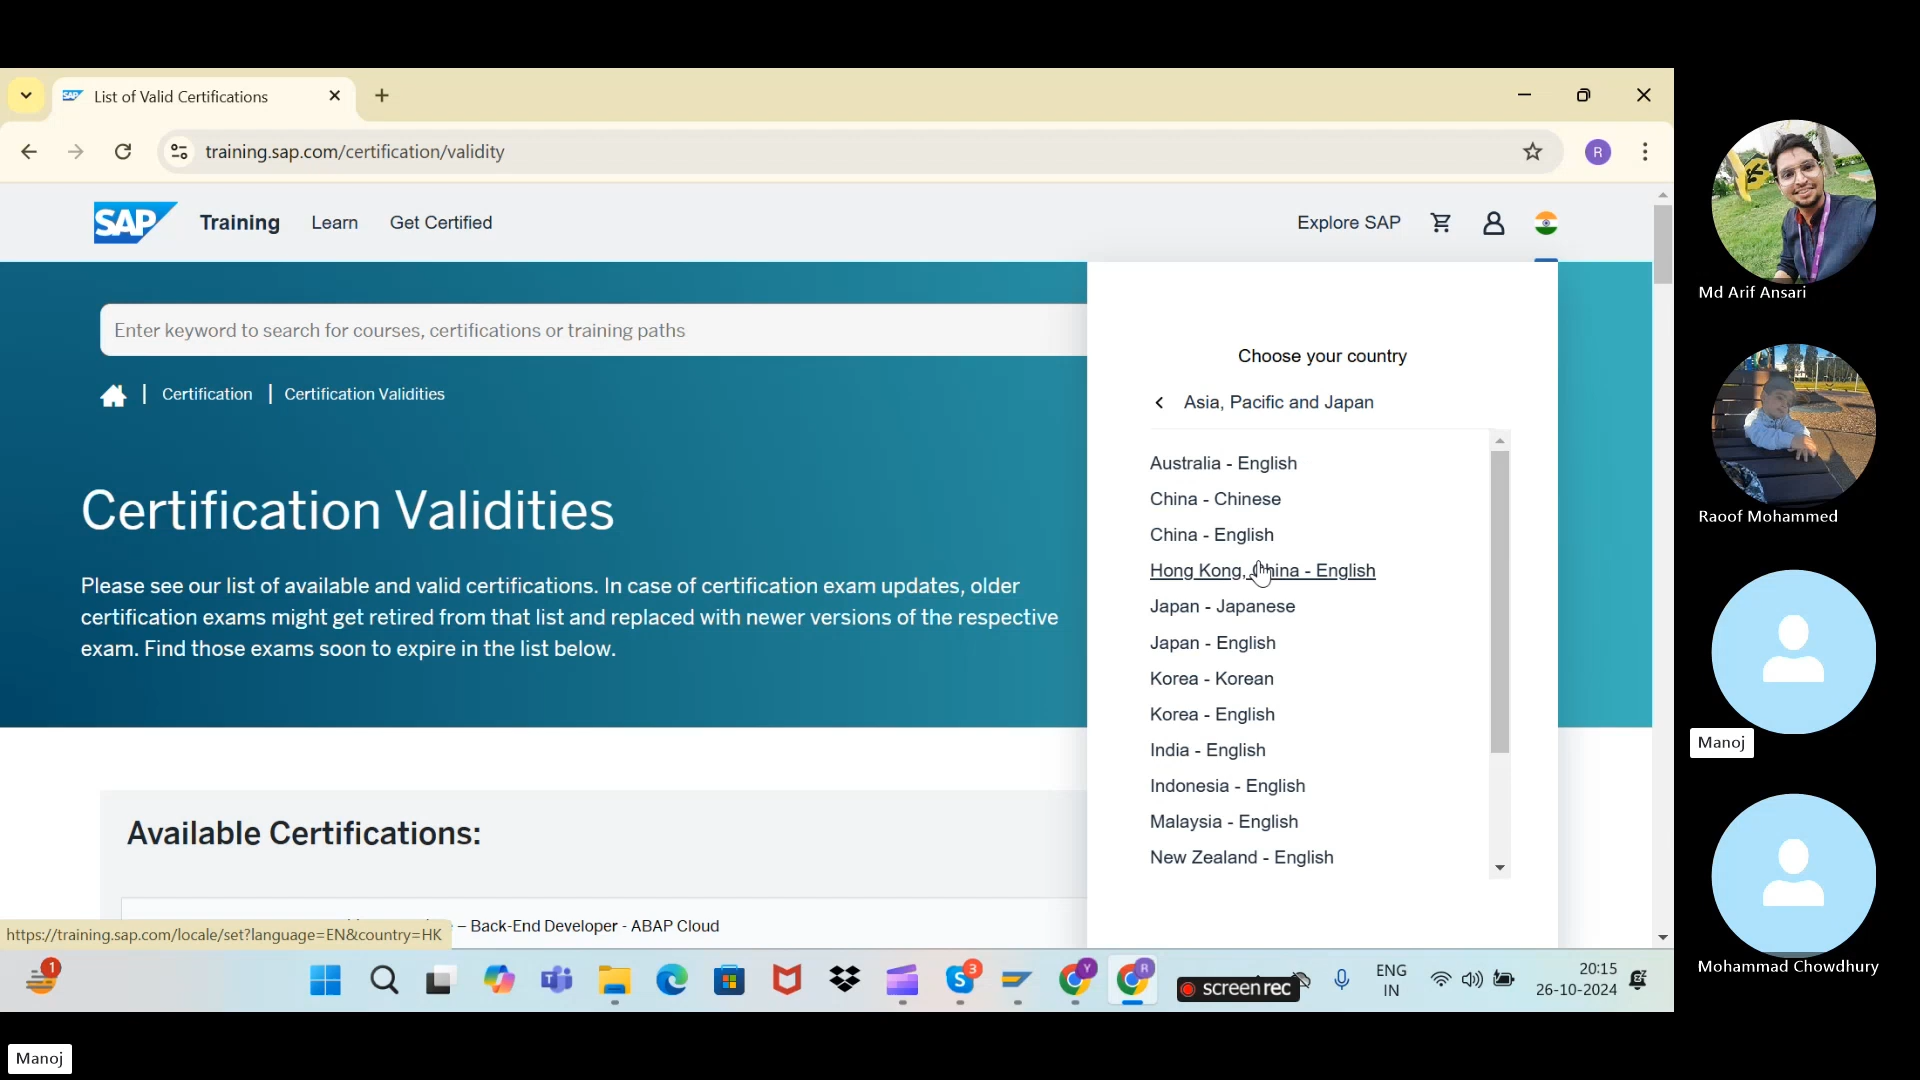 List of Valid Certifications
training.sap.com/certification/validity
R
SAP Training Learn Get Certified Explore SAP
Enter keyword to search for courses, certifications or training paths
Certification | Certification Validities
Certification Validities
Please see our list of available and valid certifications. In case of certification exam updates, older
certification exams might get retired from that list and replaced with newer versions of the respective
exam. Find those exams soon to expire in the list below.
Available Certifications:
– Back-End Developer - ABAP Cloud
Choose your country
Asia, Pacific and Japan
Australia - English
China - Chinese
China - English
Hong Kong, China - English
Japan - Japanese
Japan - English
Korea - Korean
Korea - English
India - English
Indonesia - English
Malaysia - English
New Zealand - English
https://training.sap.com/locale/set?language=EN&country=HK
1
3
Y
R
screenrec
ENG
IN
20:15
26-10-2024
Md Arif Ansari
Raoof Mohammed
Manoj
Mohammad Chowdhury
Manoj